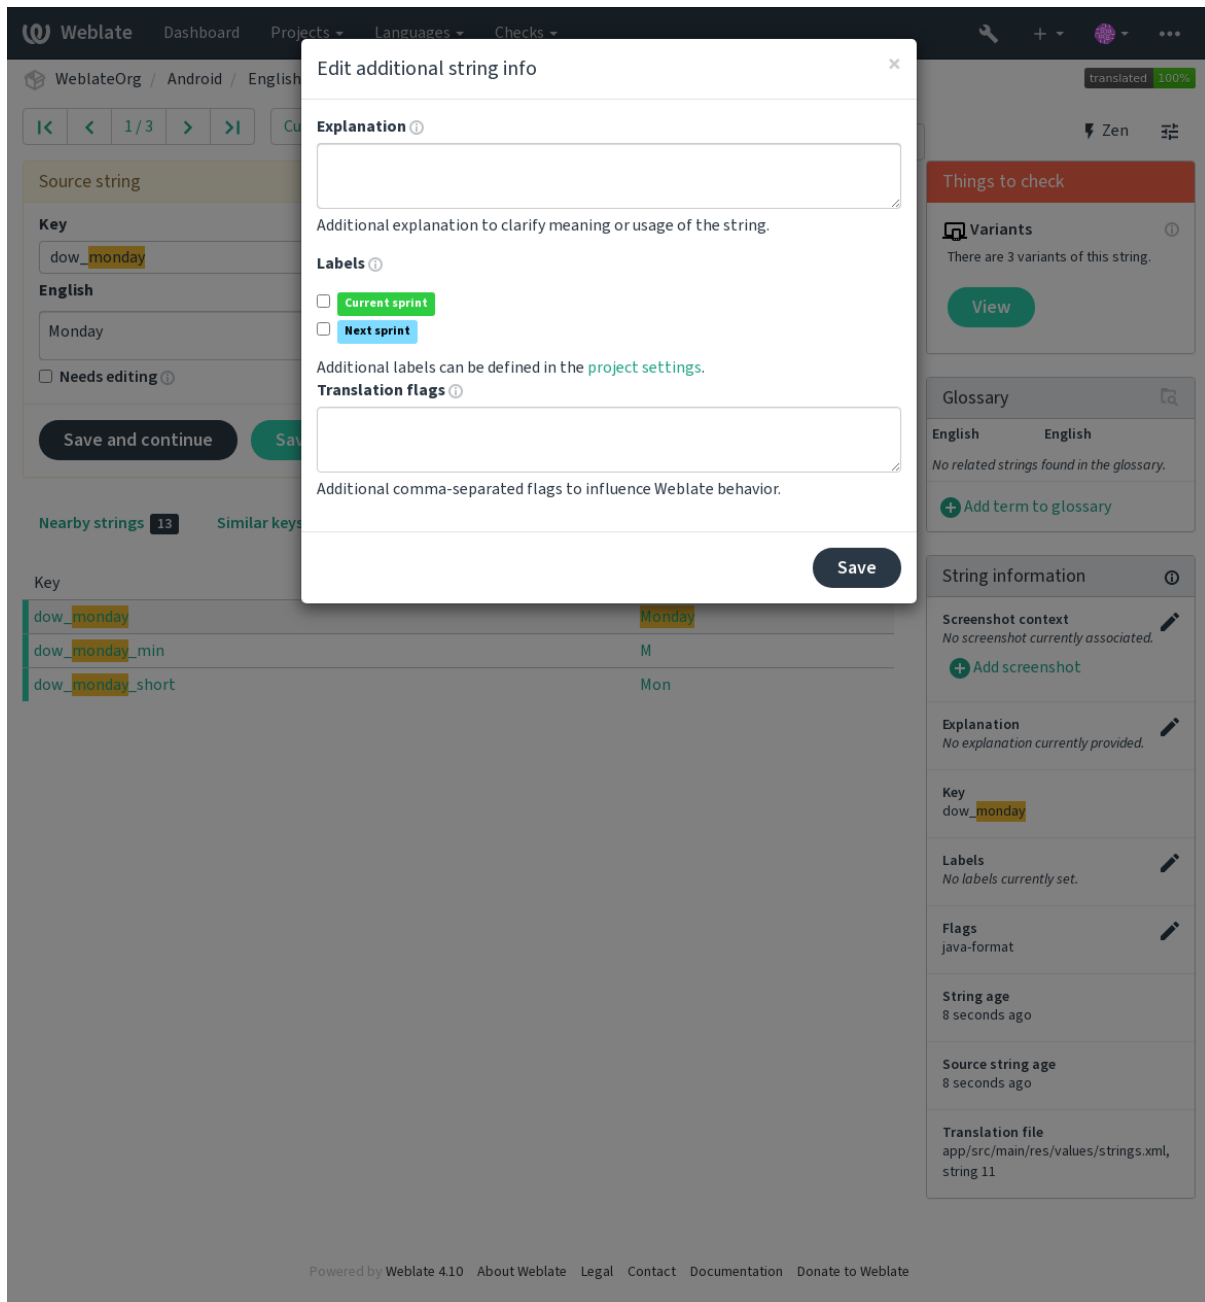 Weblate Dashboard Projects Languages Checks
WeblateOrg / Android / English
translated 100%
1 / 3
Zen
Edit additional string info
×
Explanation
Additional explanation to clarify meaning or usage of the string.
Labels
Current sprint
Next sprint
Additional labels can be defined in the project settings.
Translation flags
Additional comma-separated flags to influence Weblate behavior.
Save
Source string
Key
dow_monday
English
Monday
Needs editing
Save and continue
Nearby strings 13 Similar keys
Key
dow_monday Monday
dow_monday_min M
dow_monday_short Mon
Things to check
Variants
There are 3 variants of this string.
View
Glossary
English English
No related strings found in the glossary.
Add term to glossary
String information
Screenshot context
No screenshot currently associated.
Add screenshot
Explanation
No explanation currently provided.
Key
dow_monday
Labels
No labels currently set.
Flags
java-format
String age
8 seconds ago
Source string age
8 seconds ago
Translation file
app/src/main/res/values/strings.xml,
string 11
Powered by Weblate 4.10 About Weblate Legal Contact Documentation Donate to Weblate